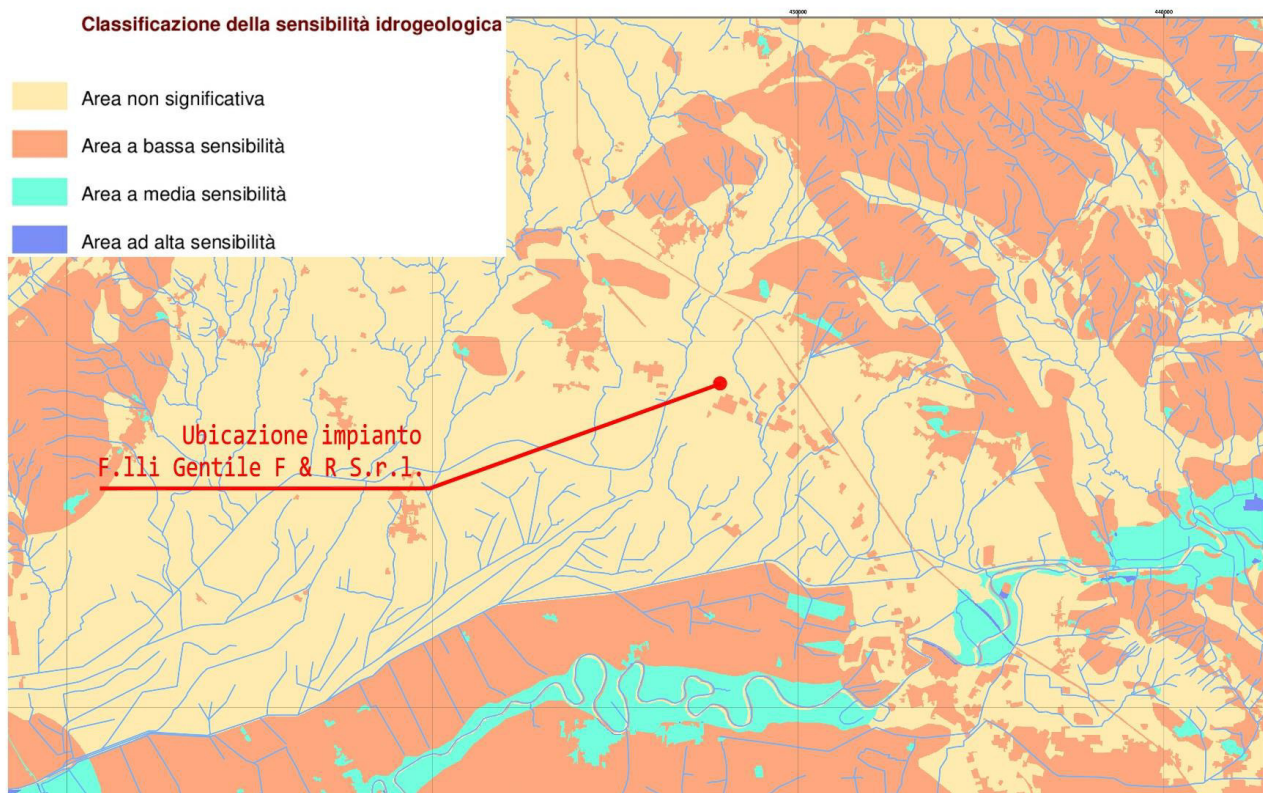 Classificazione della sensibilità idrogeologica
Area non significativa
Area a bassa sensibilità
Area a media sensibilità
Area ad alta sensibilità
Ubicazione impianto
F.lli Gentile F & R S.r.l.